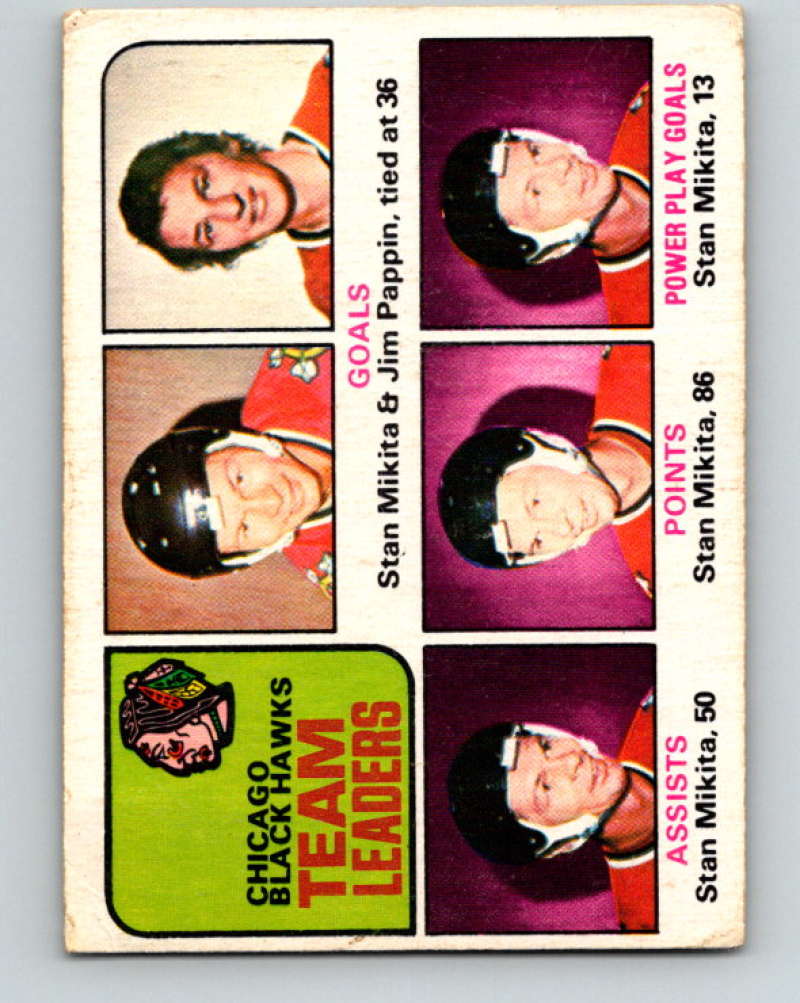 CHICAGO
BLACK HAWKS
TEAM
LEADERS
GOALS
Stan Mikita & Jim Pappin, tied at 36
ASSISTS
Stan Mikita, 50
POINTS
Stan Mikita, 86
POWER PLAY GOALS
Stan Mikita, 13